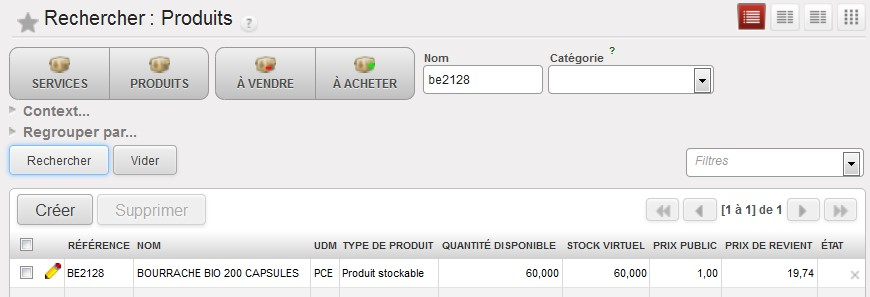 Rechercher : Produits ?
SERVICES PRODUITS À VENDRE À ACHETER
Nom Catégorie ?
be2128
Context...
Regrouper par...
Rechercher Vider Filtres
Créer Supprimer [1 à 1] de 1
RÉFÉRENCE NOM UDM TYPE DE PRODUIT QUANTITÉ DISPONIBLE STOCK VIRTUEL PRIX PUBLIC PRIX DE REVIENT ÉTAT
BE2128 BOURRACHE BIO 200 CAPSULES PCE Produit stockable 60,000 60,000 1,00 19,74